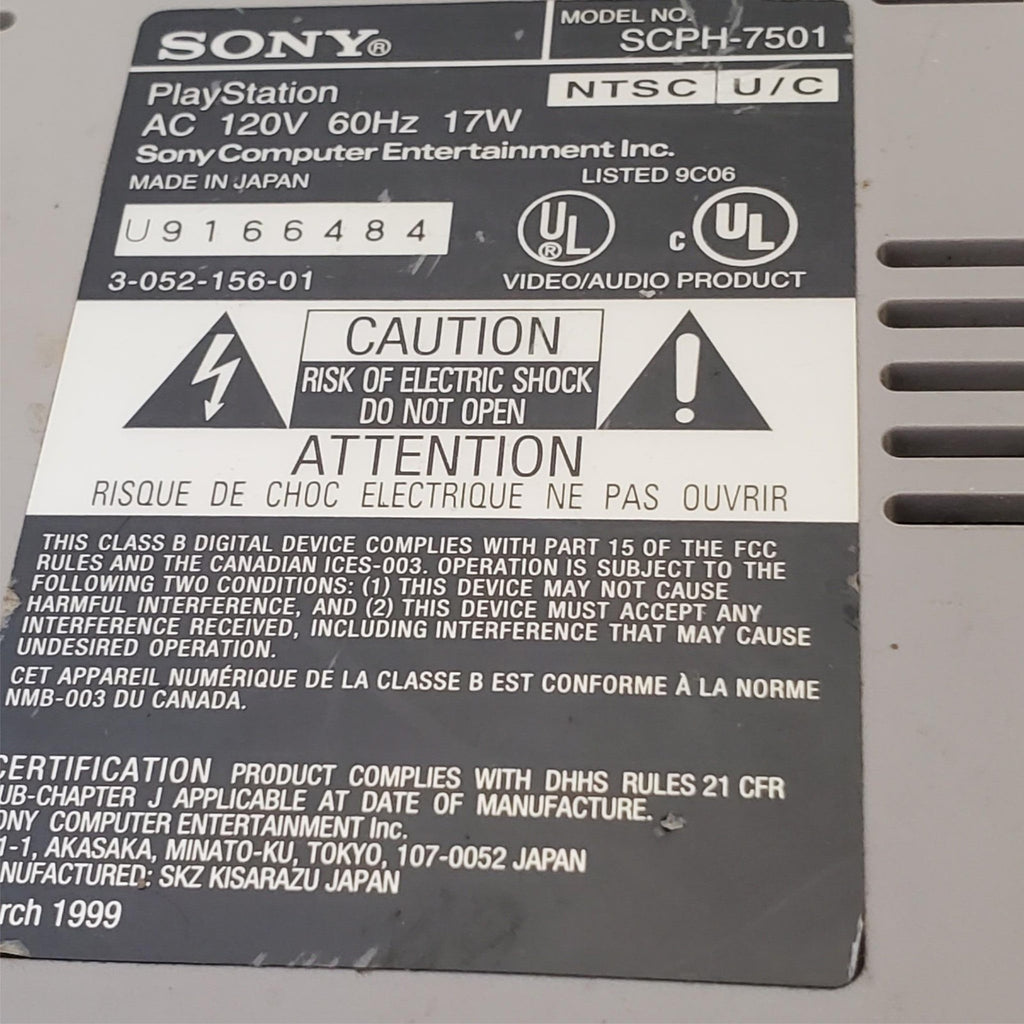 SONY®
MODEL NO.
SCPH-7501
PlayStation
NTSC U/C
AC 120V 60Hz 17W
Sony Computer Entertainment Inc.
MADE IN JAPAN
LISTED 9C06
U9166484
UL ®
C UL
3-052-156-01
VIDEO/AUDIO PRODUCT
CAUTION
RISK OF ELECTRIC SHOCK
DO NOT OPEN
ATTENTION
RISQUE DE CHOC ELECTRIQUE NE PAS OUVRIR
THIS CLASS B DIGITAL DEVICE COMPLIES WITH PART 15 OF THE FCC
RULES AND THE CANADIAN ICES-003. OPERATION IS SUBJECT TO THE
FOLLOWING TWO CONDITIONS: (1) THIS DEVICE MAY NOT CAUSE
HARMFUL INTERFERENCE, AND (2) THIS DEVICE MUST ACCEPT ANY
INTERFERENCE RECEIVED, INCLUDING INTERFERENCE THAT MAY CAUSE
UNDESIRED OPERATION.
CET APPAREIL NUMÉRIQUE DE LA CLASSE B EST CONFORME À LA NORME
NMB-003 DU CANADA.
CERTIFICATION PRODUCT COMPLIES WITH DHHS RULES 21 CFR
UB-CHAPTER J APPLICABLE AT DATE OF MANUFACTURE.
ONY COMPUTER ENTERTAINMENT Inc.
1-1, AKASAKA, MINATO-KU, TOKYO, 107-0052 JAPAN
NUFACTURED: SKZ KISARAZU JAPAN
rch 1999